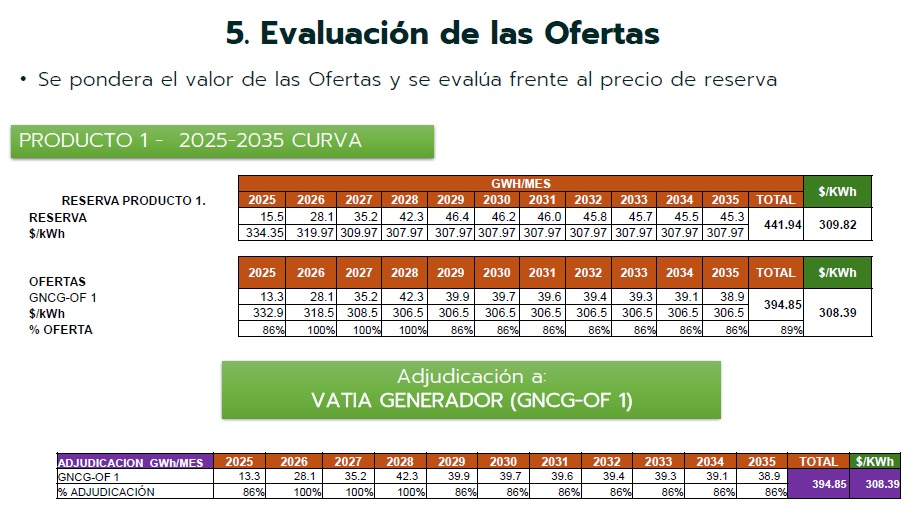 5. Evaluación de las Ofertas
• Se pondera el valor de las Ofertas y se evalúa frente al precio de reserva
PRODUCTO 1 - 2025-2035 CURVA
GWH/MES $/KWh
RESERVA PRODUCTO 1. 2025 2026 2027 2028 2029 2030 2031 2032 2033 2034 2035 TOTAL
RESERVA 15.5 28.1 35.2 42.3 46.4 46.2 46.0 45.8 45.7 45.5 45.3 441.94 309.82
$/kWh 334.35 319.97 309.97 307.97 307.97 307.97 307.97 307.97 307.97 307.97 307.97
OFERTAS 2025 2026 2027 2028 2029 2030 2031 2032 2033 2034 2035 TOTAL $/KWh
GNCG-OF 1 13.3 28.1 35.2 42.3 39.9 39.7 39.6 39.4 39.3 39.1 38.9 394.85 308.39
$/kWh 332.9 318.5 308.5 306.5 306.5 306.5 306.5 306.5 306.5 306.5 306.5
% OFERTA 86% 100% 100% 100% 86% 86% 86% 86% 86% 86% 86% 89%
Adjudicación a:
VATIA GENERADOR (GNCG-OF 1)
ADJUDICACION GWh/MES 2025 2026 2027 2028 2029 2030 2031 2032 2033 2034 2035 TOTAL $/KWh
GNCG-OF 1 13.3 28.1 35.2 42.3 39.9 39.7 39.6 39.4 39.3 39.1 38.9 394.85 308.39
% ADJUDICACIÓN 86% 100% 100% 100% 86% 86% 86% 86% 86% 86% 86%